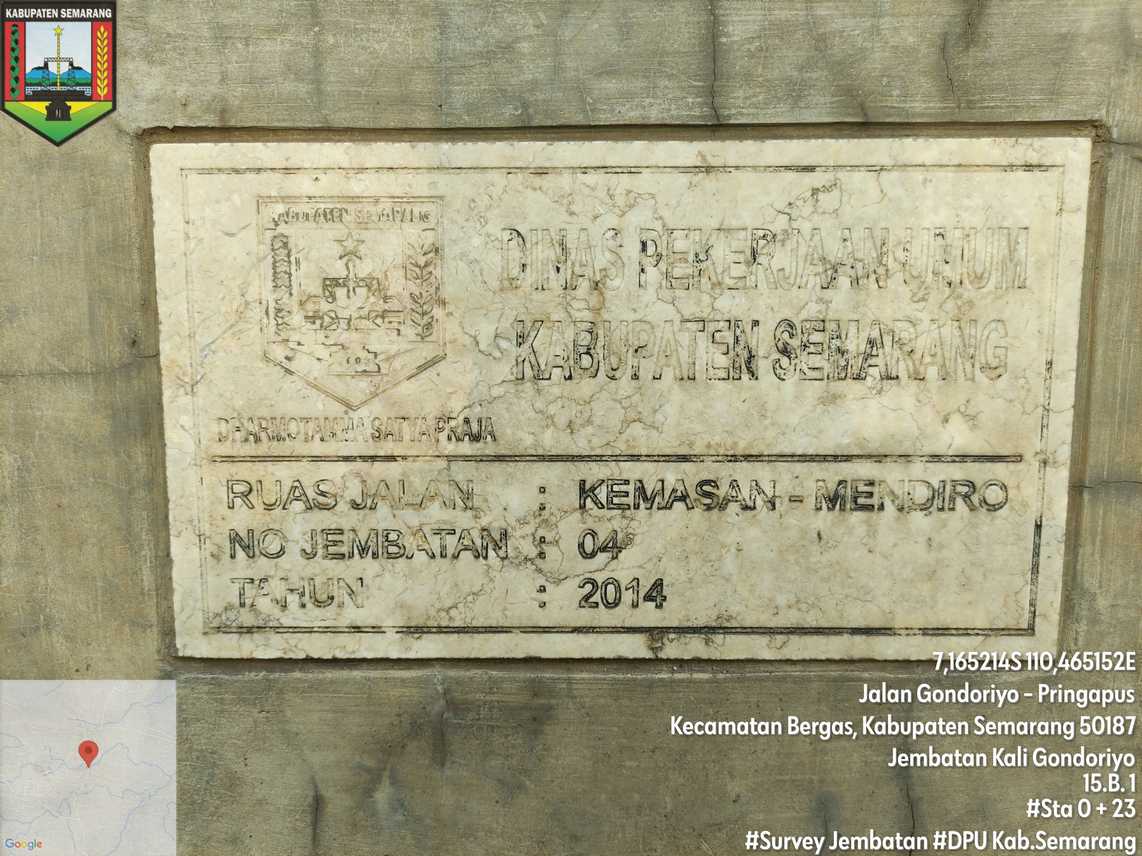 KABUPATEN SEMARANG
KABUPATEN SEMARANG
DINAS PEKERJAAN UMUM
KABUPATEN SEMARANG
DHARMOTAMMA SATYA PRAJA
RUAS JALAN : KEMASAN - MENDIRO
NO JEMBATAN : 04
TAHUN : 2014
7,165214S 110,465152E
Jalan Gondoriyo - Pringapus
Kecamatan Bergas, Kabupaten Semarang 50187
Jembatan Kali Gondoriyo
15.B. 1
#Sta 0 + 23
#Survey Jembatan #DPU Kab.Semarang
Google